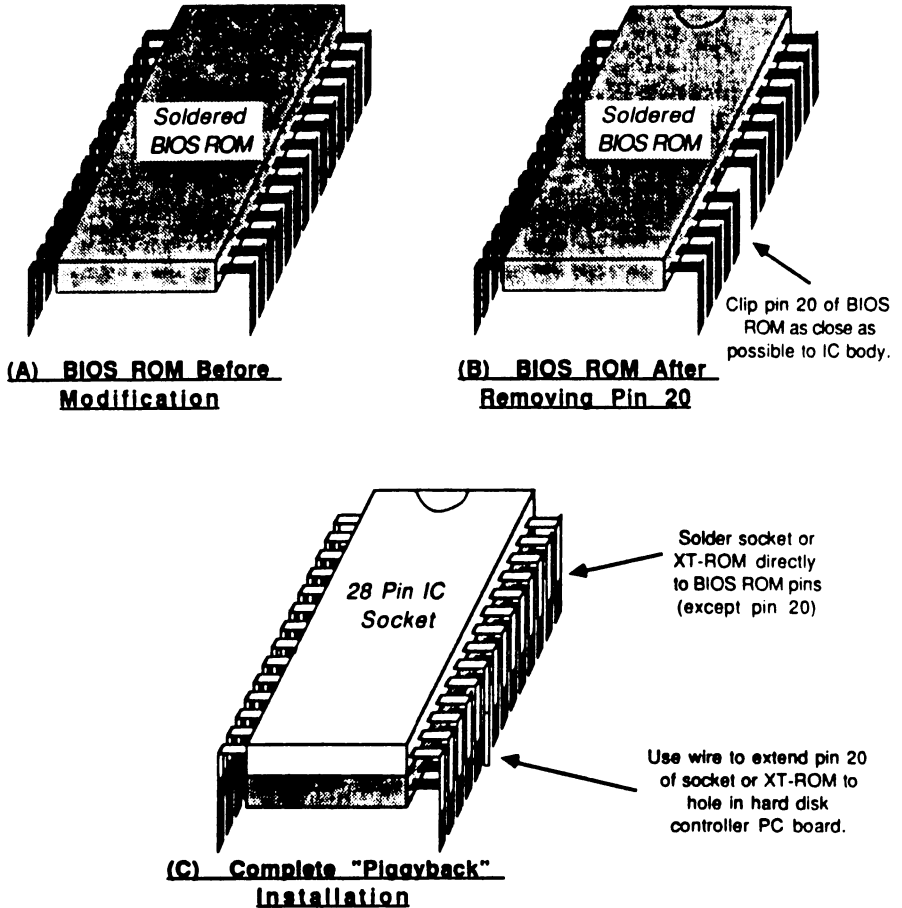 Soldered
BIOS ROM
Soldered
BIOS ROM
Clip pin 20 of BIOS
ROM as close as
possible to IC body.
(A) BIOS ROM Before
Modification
(B) BIOS ROM After
Removing Pin 20
28 Pin IC
Socket
Solder socket or
XT-ROM directly
to BIOS ROM pins
(except pin 20)
Use wire to extend pin 20
of socket or XT-ROM to
hole in hard disk
controller PC board.
(C) Complete "Piggyback"
Installation